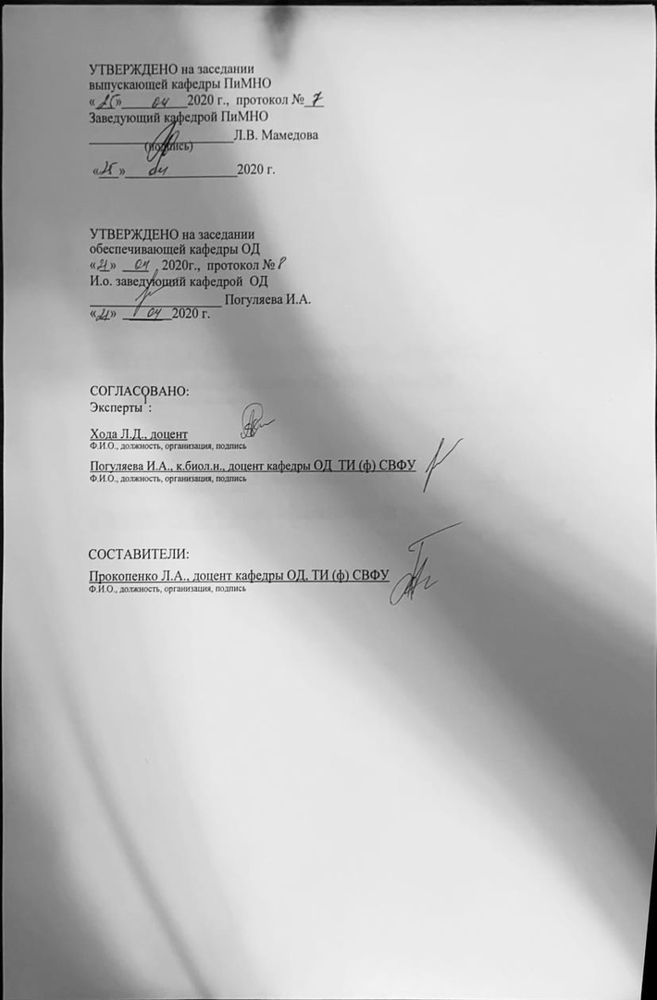 УТВЕРЖДЕНО на заседании
выпускающей кафедры ПиМНО
«25» 04 2020 г., протокол № 7
Заведующий кафедрой ПиМНО
Л.В. Мамедова
(подпись)
«25» 04 2020 г.
УТВЕРЖДЕНО на заседании
обеспечивающей кафедры ОД
«21» 04 2020г., протокол № 8
И.о. заведующий кафедрой ОД
Погуляева И.А.
«21» 04 2020 г.
СОГЛАСОВАНО:
Эксперты :
Хода Л.Д., доцент
Ф.И.О., должность, организация, подпись
Погуляева И.А., к.биол.н., доцент кафедры ОД ТИ (ф) СВФУ
Ф.И.О., должность, организация, подпись
СОСТАВИТЕЛИ:
Прокопенко Л.А., доцент кафедры ОД, ТИ (ф) СВФУ
Ф.И.О., должность, организация, подпись